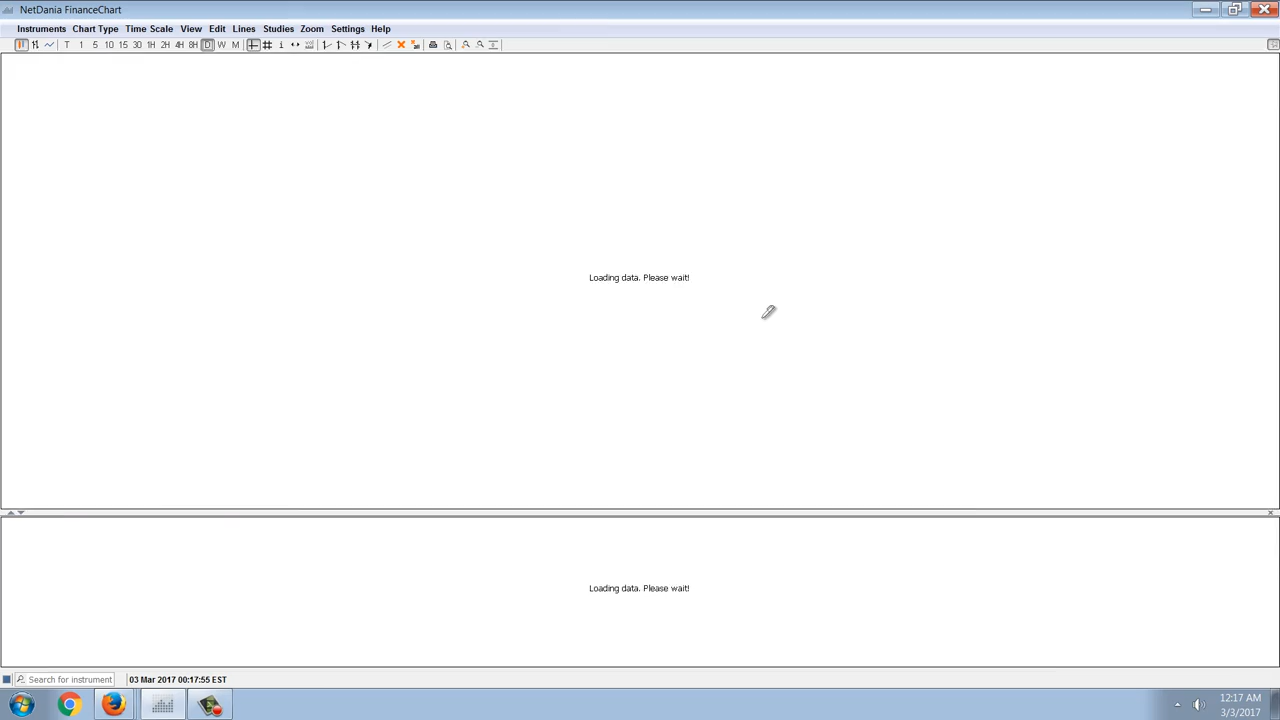 NetDania FinanceChart
Instruments Chart Type Time Scale View Edit Lines Studies Zoom Settings Help
T 1 5 10 15 30 1H 2H 4H 8H D W M
Loading data. Please wait!
Loading data. Please wait!
Search for instrument 03 Mar 2017 00:17:55 EST
12:17 AM
3/3/2017